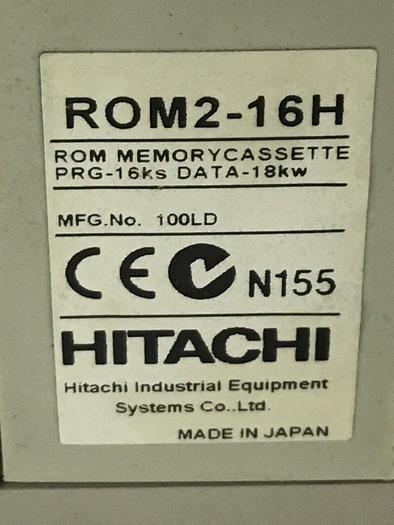 ROM2-16H
ROM MEMORYCASSETTE
PRG-16ks DATA-18kw
MFG.No. 100LD
CE N155
HITACHI
Hitachi Industrial Equipment
Systems Co..Ltd.
MADE IN JAPAN